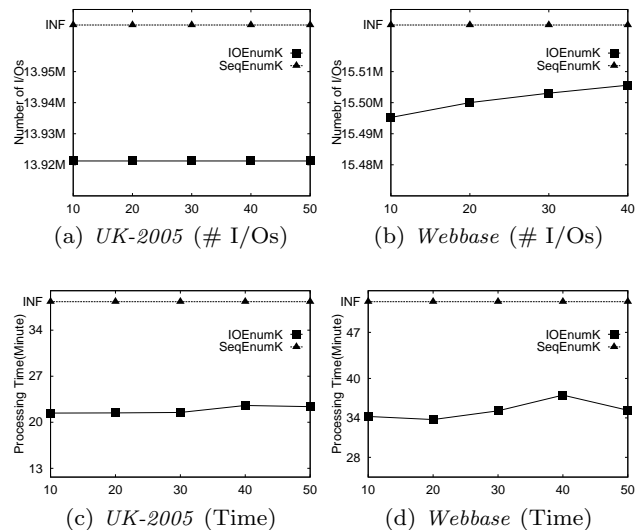 INF
IOEnumK
SeqEnumK
13.95M
13.94M
13.93M
13.92M
Number of I/Os
10 20 30 40 50
(a) UK-2005 (# I/Os)
INF
IOEnumK
SeqEnumK
15.51M
15.50M
15.49M
15.48M
Numebr of I/Os
10 20 30 40
(b) Webbase (# I/Os)
INF
IOEnumK
SeqEnumK
34
27
20
13
Processing Time(Minute)
10 20 30 40 50
(c) UK-2005 (Time)
INF
IOEnumK
SeqEnumK
47
40
34
28
Processing Time(Minute)
10 20 30 40 50
(d) Webbase (Time)